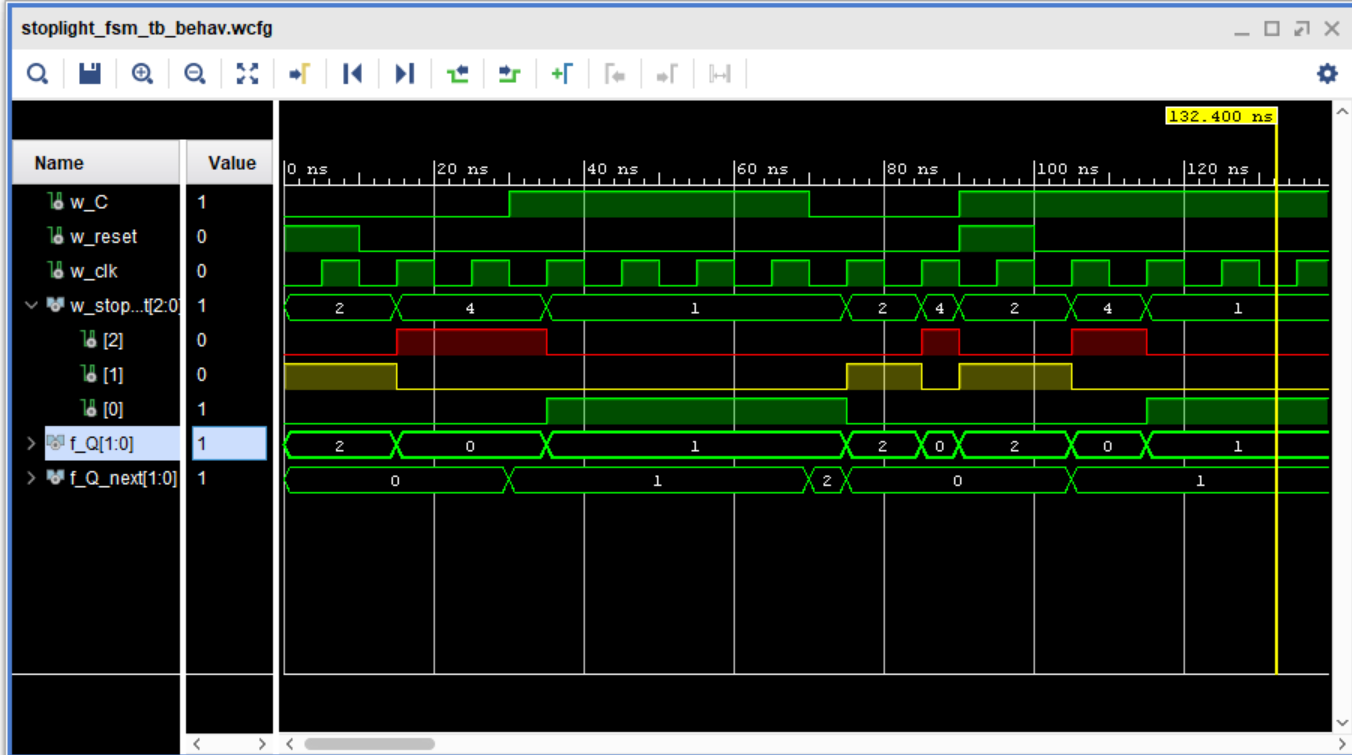 stoplight_fsm_tb_behav.wcfg
132.400 ns
Name Value 0 ns 20 ns 40 ns 60 ns 80 ns 100 ns 120 ns
w_C 1
w_reset 0
w_clk 0
w_stop...t[2:0] 1 2 4 1 2 4 2 4 1
[2] 0
[1] 0
[0] 1
f_Q[1:0] 1 2 0 1 2 0 2 0 1
f_Q_next[1:0] 1 0 1 2 0 1